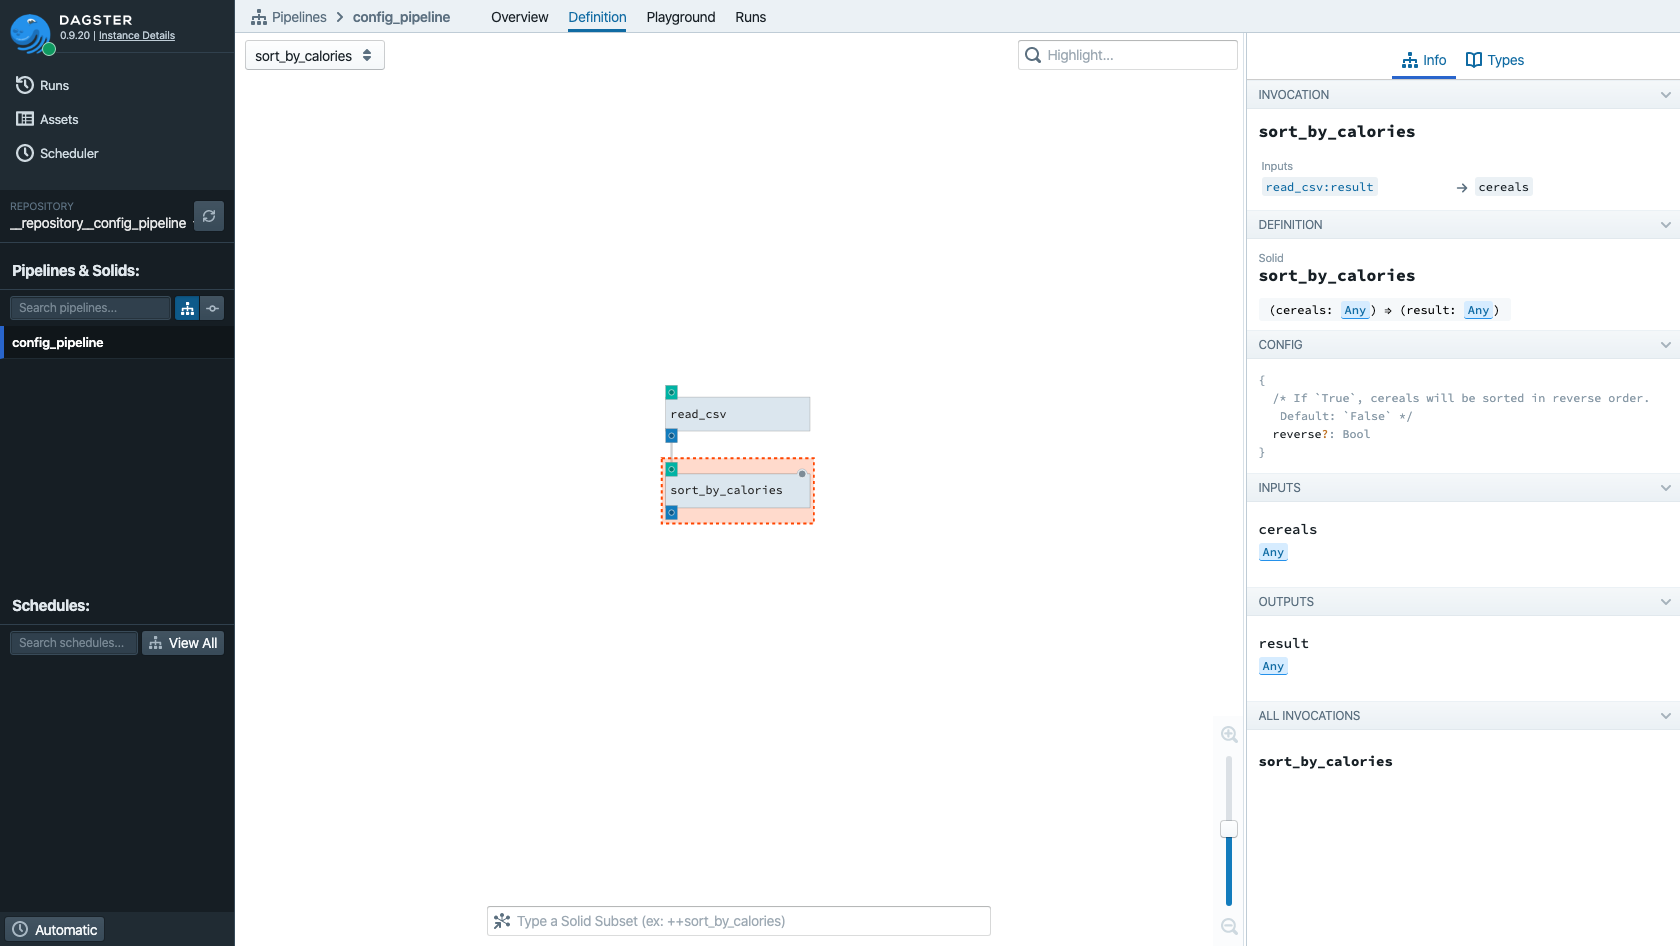 DAGSTER
0.9.20 | Instance Details
Runs
Assets
Scheduler
REPOSITORY
__repository__config_pipeline
Pipelines & Solids:
Search pipelines...
config_pipeline
Schedules:
Search schedules...
View All
Automatic
Pipelines
config_pipeline
Overview
Definition
Playground
Runs
sort_by_calories
Highlight...
read_csv
sort_by_calories
Type a Solid Subset (ex: ++sort_by_calories)
Info
Types
INVOCATION
sort_by_calories
Inputs
read_csv:result → cereals
DEFINITION
Solid
sort_by_calories
(cereals: Any) ⇒ (result: Any)
CONFIG
{
/* If `True`, cereals will be sorted in reverse order.
Default: `False` */
reverse?: Bool
}
INPUTS
cereals
Any
OUTPUTS
result
Any
ALL INVOCATIONS
sort_by_calories